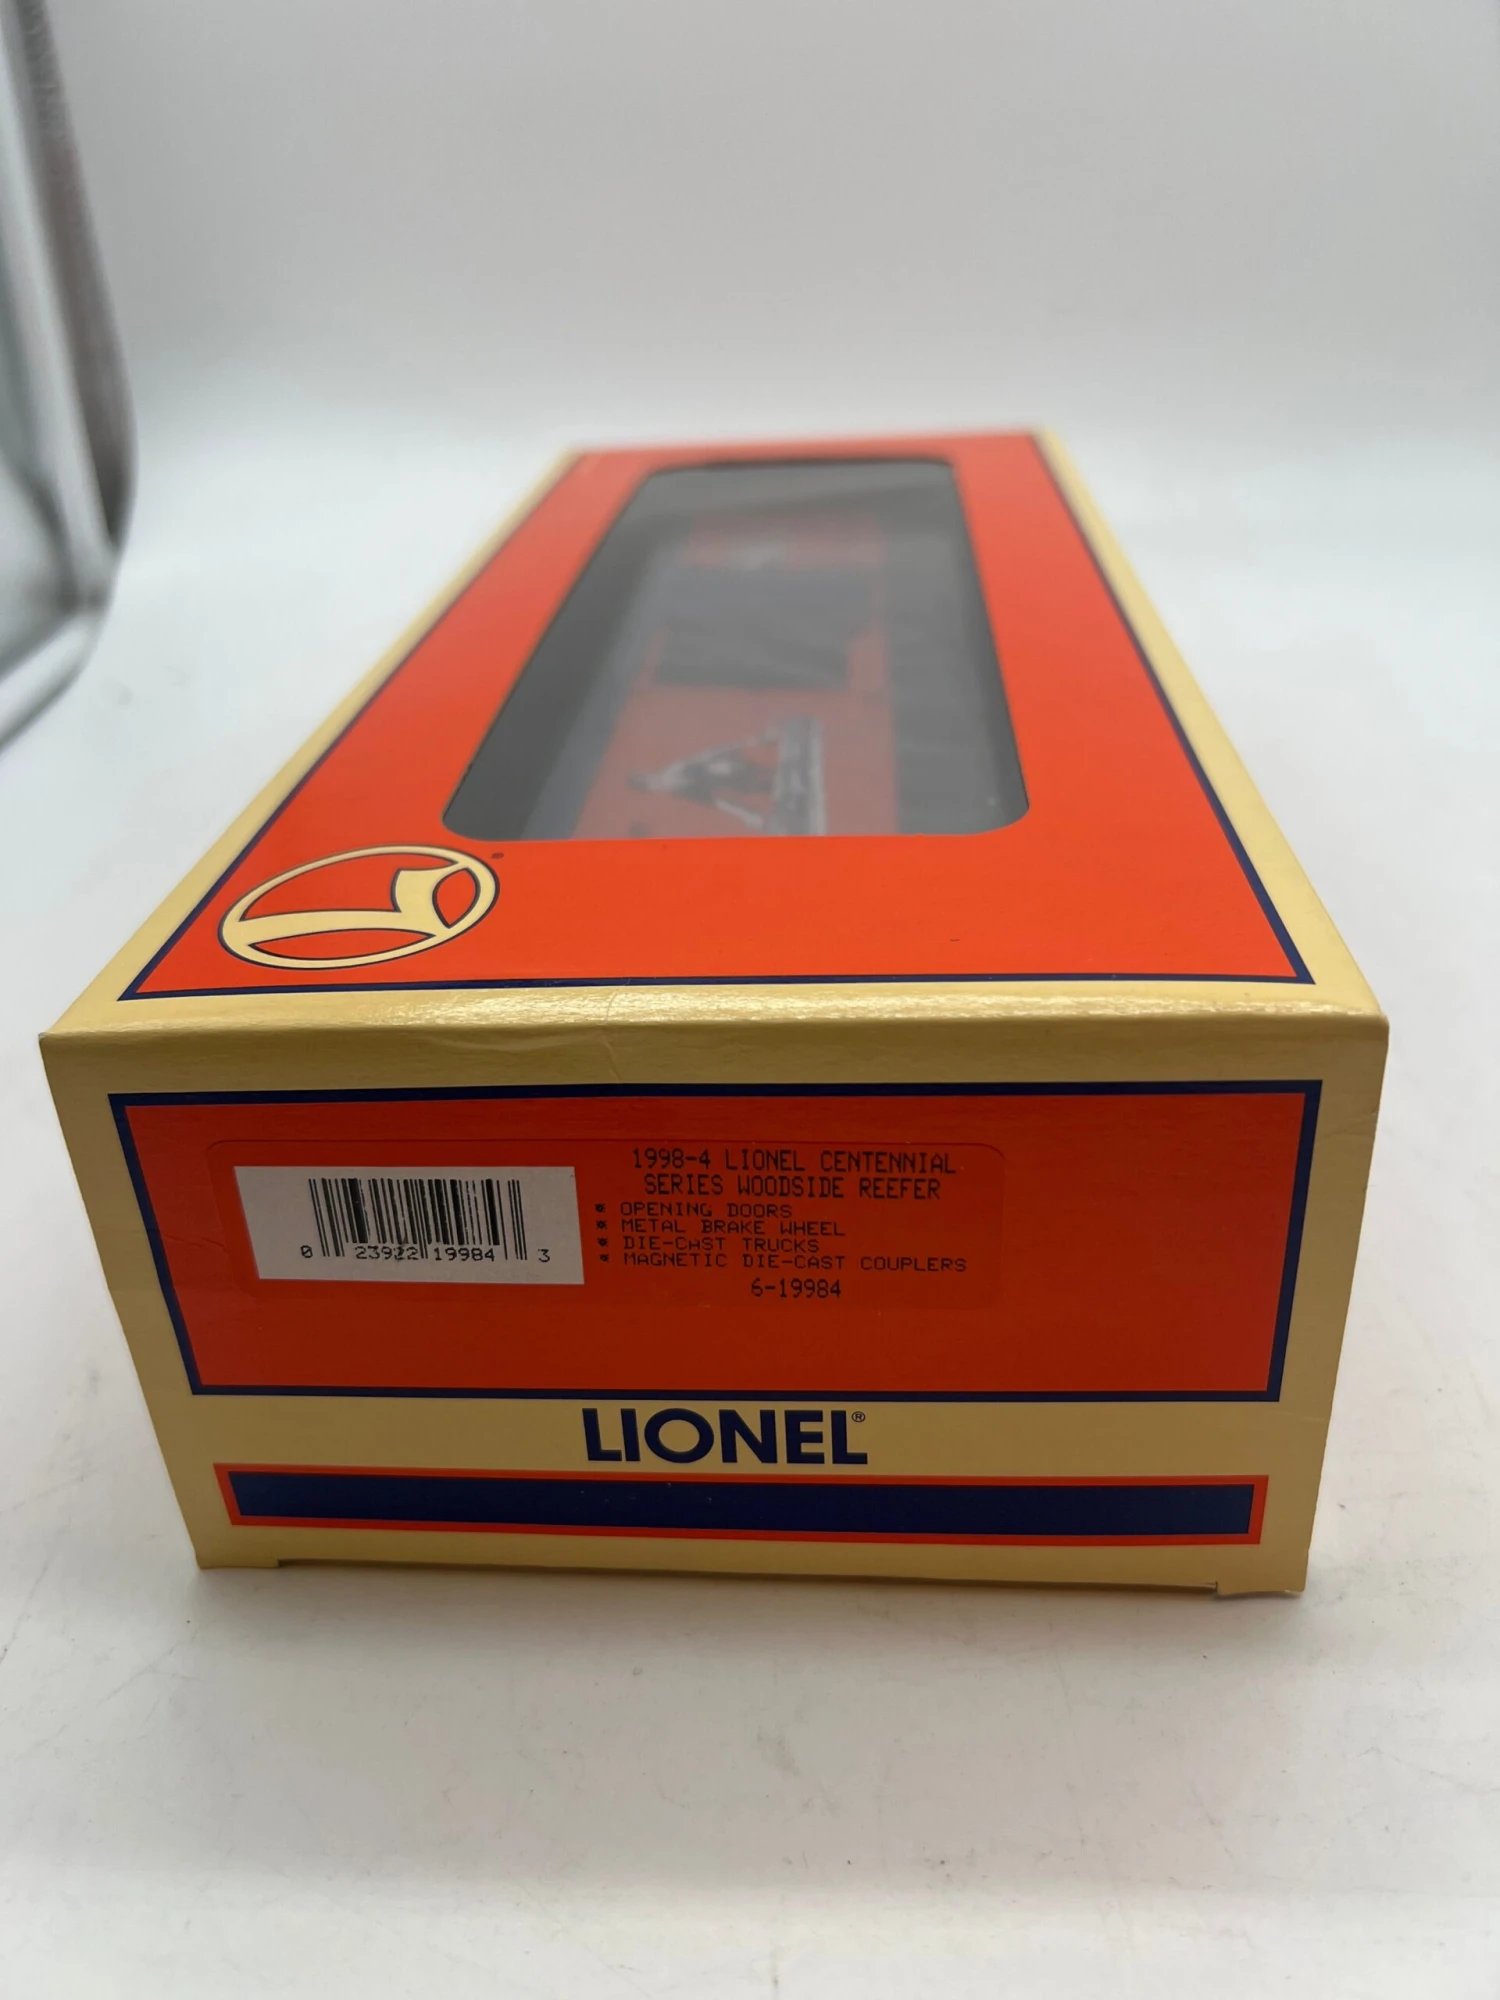 1998-4 LIONEL CENTENNIAL
SERIES WOODSIDE REEFER
* OPENING DOORS
* METAL BRAKE WHEEL
* DIE-CAST TRUCKS
* MAGNETIC DIE-CAST COUPLERS
6-19984
0 23922 19984 3
LIONEL®